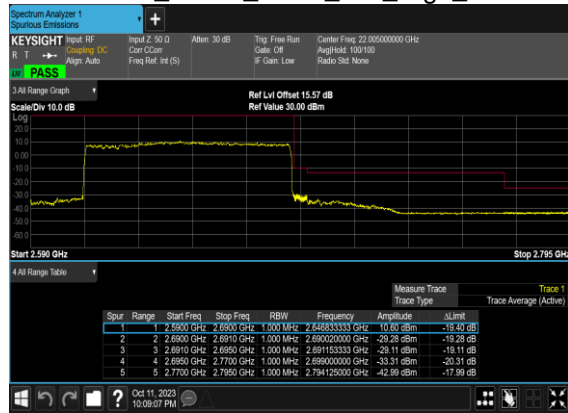 Spectrum Analyzer 1
Spurious Emissions
KEYSIGHT
R T
Input: RF
Coupling: DC
Align: Auto
Input Z: 50 Ω
Corr CCorr
Freq Ref: Int (S)
Atten: 30 dB
Trig: Free Run
Gate: Off
IF Gain: Low
Center Freq: 22.005000000 GHz
Avg|Hold: 100/100
Radio Std: None
PASS
3 All Range Graph
Ref Lvl Offset 15.57 dB
Scale/Div 10.0 dB
Ref Value 30.00 dBm
Log
20.0
10.0
0.00
-10.0
-20.0
-30.0
-40.0
-50.0
-60.0
Start 2.590 GHz
Stop 2.795 GHz
4 All Range Table
Measure Trace Trace 1
Trace Type Trace Average (Active)
Spur Range Start Freq Stop Freq RBW Frequency Amplitude ΔLimit
1 1 2.5900 GHz 2.6900 GHz 1.000 MHz 2.646833333 GHz 10.60 dBm -19.40 dB
2 2 2.6900 GHz 2.6910 GHz 1.000 MHz 2.690020000 GHz -29.28 dBm -19.28 dB
3 3 2.6910 GHz 2.6950 GHz 1.000 MHz 2.691153333 GHz -29.11 dBm -19.11 dB
4 4 2.6950 GHz 2.7700 GHz 1.000 MHz 2.699000000 GHz -33.31 dBm -20.31 dB
5 5 2.7700 GHz 2.7950 GHz 1.000 MHz 2.794125000 GHz -42.99 dBm -17.99 dB
Oct 11, 2023
10:09:07 PM